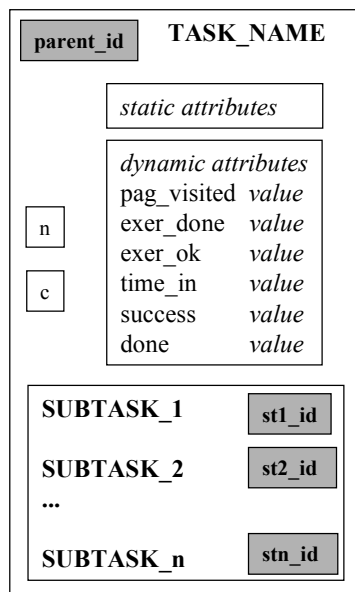 parent_id TASK_NAME
static attributes
dynamic attributes
pag_visited value
exer_done value
exer_ok value
time_in value
success value
done value
n
c
SUBTASK_1 st1_id
SUBTASK_2 st2_id
...
SUBTASK_n stn_id